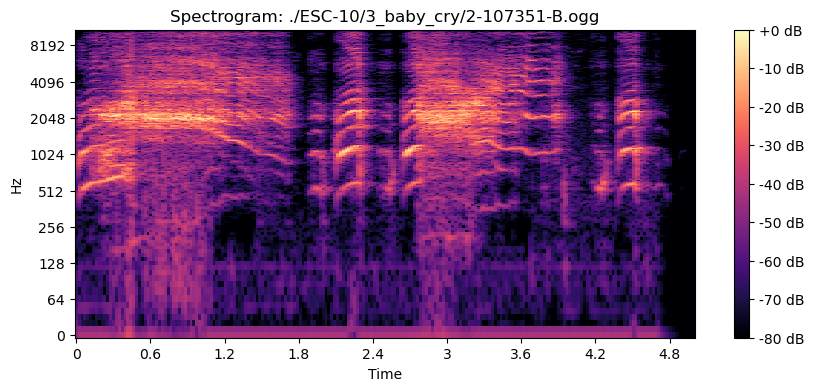 Spectrogram: ./ESC-10/3_baby_cry/2-107351-B.ogg
8192
4096
2048
1024
512
256
128
64
0
Hz
0 0.6 1.2 1.8 2.4 3 3.6 4.2 4.8
Time
+0 dB
-10 dB
-20 dB
-30 dB
-40 dB
-50 dB
-60 dB
-70 dB
-80 dB